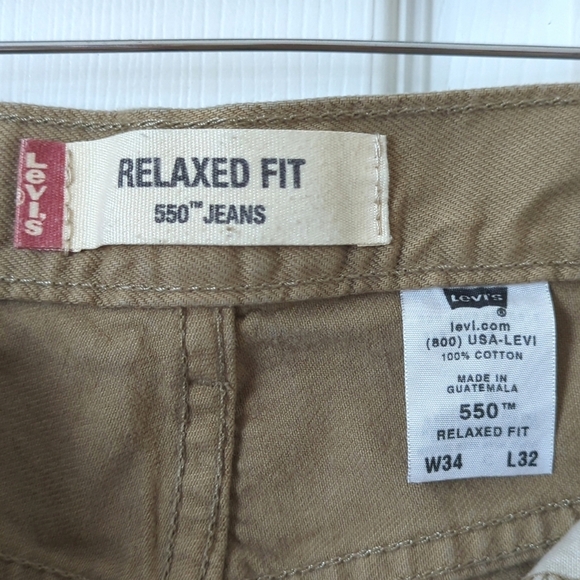 Levi's
RELAXED FIT
550™ JEANS
Levi's
®
levi.com
(800) USA-LEVI
100% COTTON
MADE IN
GUATEMALA
550™
RELAXED FIT
W34 L32